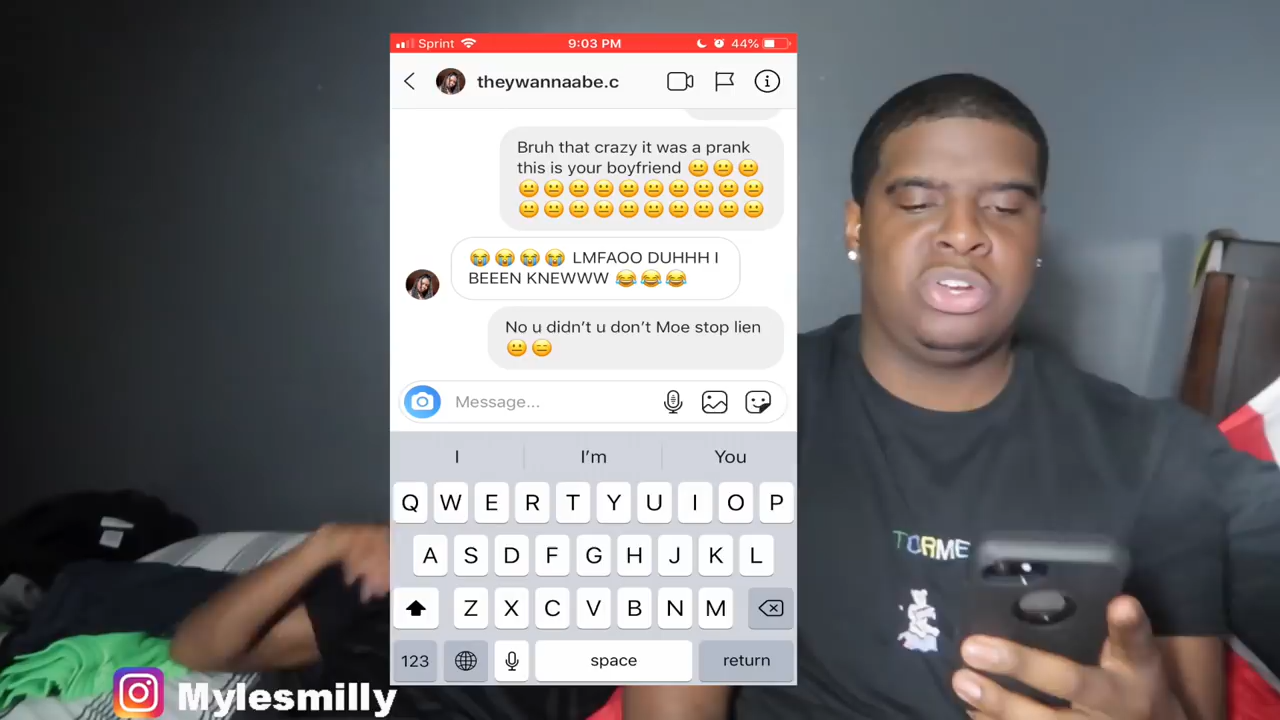 Sprint 9:03 PM 44%
theywannaabe.c
Bruh that crazy it was a prank
this is your boyfriend 😐😐😐
😐😐😐😐😐😐😐😐😐😐
😐😐😐😐😐😐😐😐😐😐
😭😭😭😭 LMFAOO DUHHH I
BEEEN KNEWWW 😂😂😂
No u didn't u don't Moe stop lien
😐😑
Message...
I I'm You
Q W E R T Y U I O P
A S D F G H J K L
Z X C V B N M
123 space return
TORME
Mylesmilly